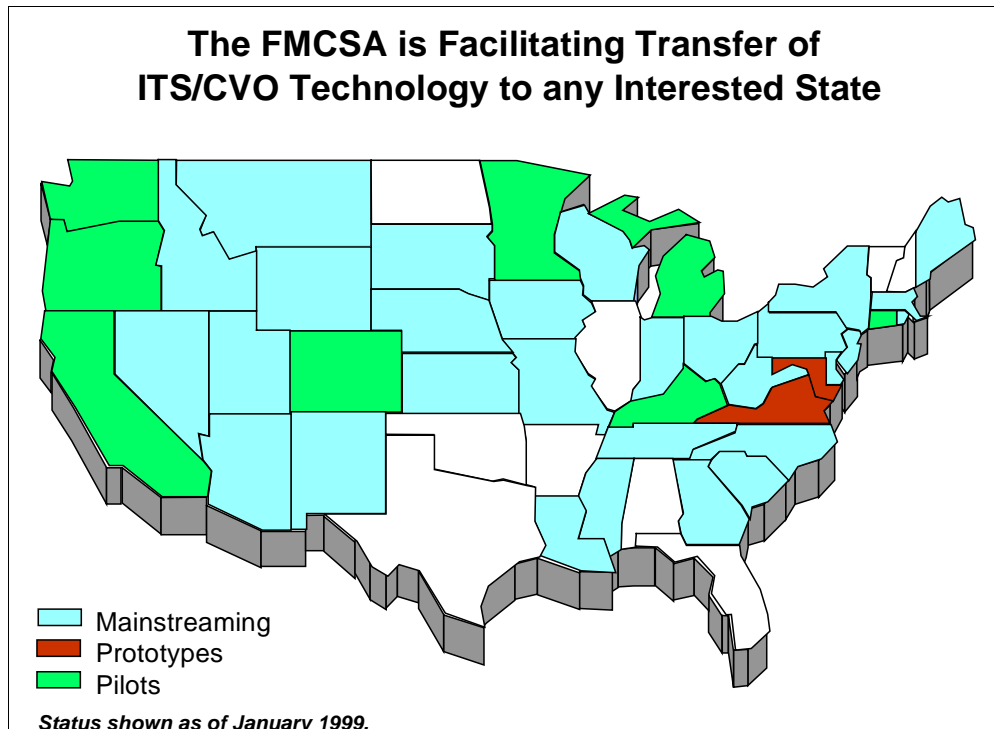 The FMCSA is Facilitating Transfer of
ITS/CVO Technology to any Interested State
Mainstreaming
Prototypes
Pilots
Status shown as of January 1999.